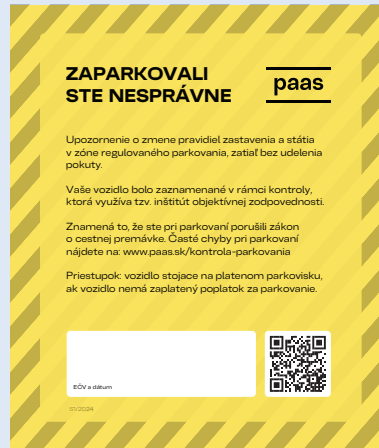 ZAPARKOVALI
STE NESPRÁVNE
paas
Upozornenie o zmene pravidiel zastavenia a státia
v zóne regulovaného parkovania, zatiaľ bez udelenia
pokuty.
Vaše vozidlo bolo zaznamenané v rámci kontroly,
ktorá využíva tzv. inštitút objektívnej zodpovednosti.
Znamená to, že ste pri parkovaní porušili zákon
o cestnej premávke. Časté chyby pri parkovaní
nájdete na: www.paas.sk/kontrola-parkovania
Priestupok: vozidlo stojace na platenom parkovisku,
ak vozidlo nemá zaplatený poplatok za parkovanie.
EČV a dátum
S1/2024